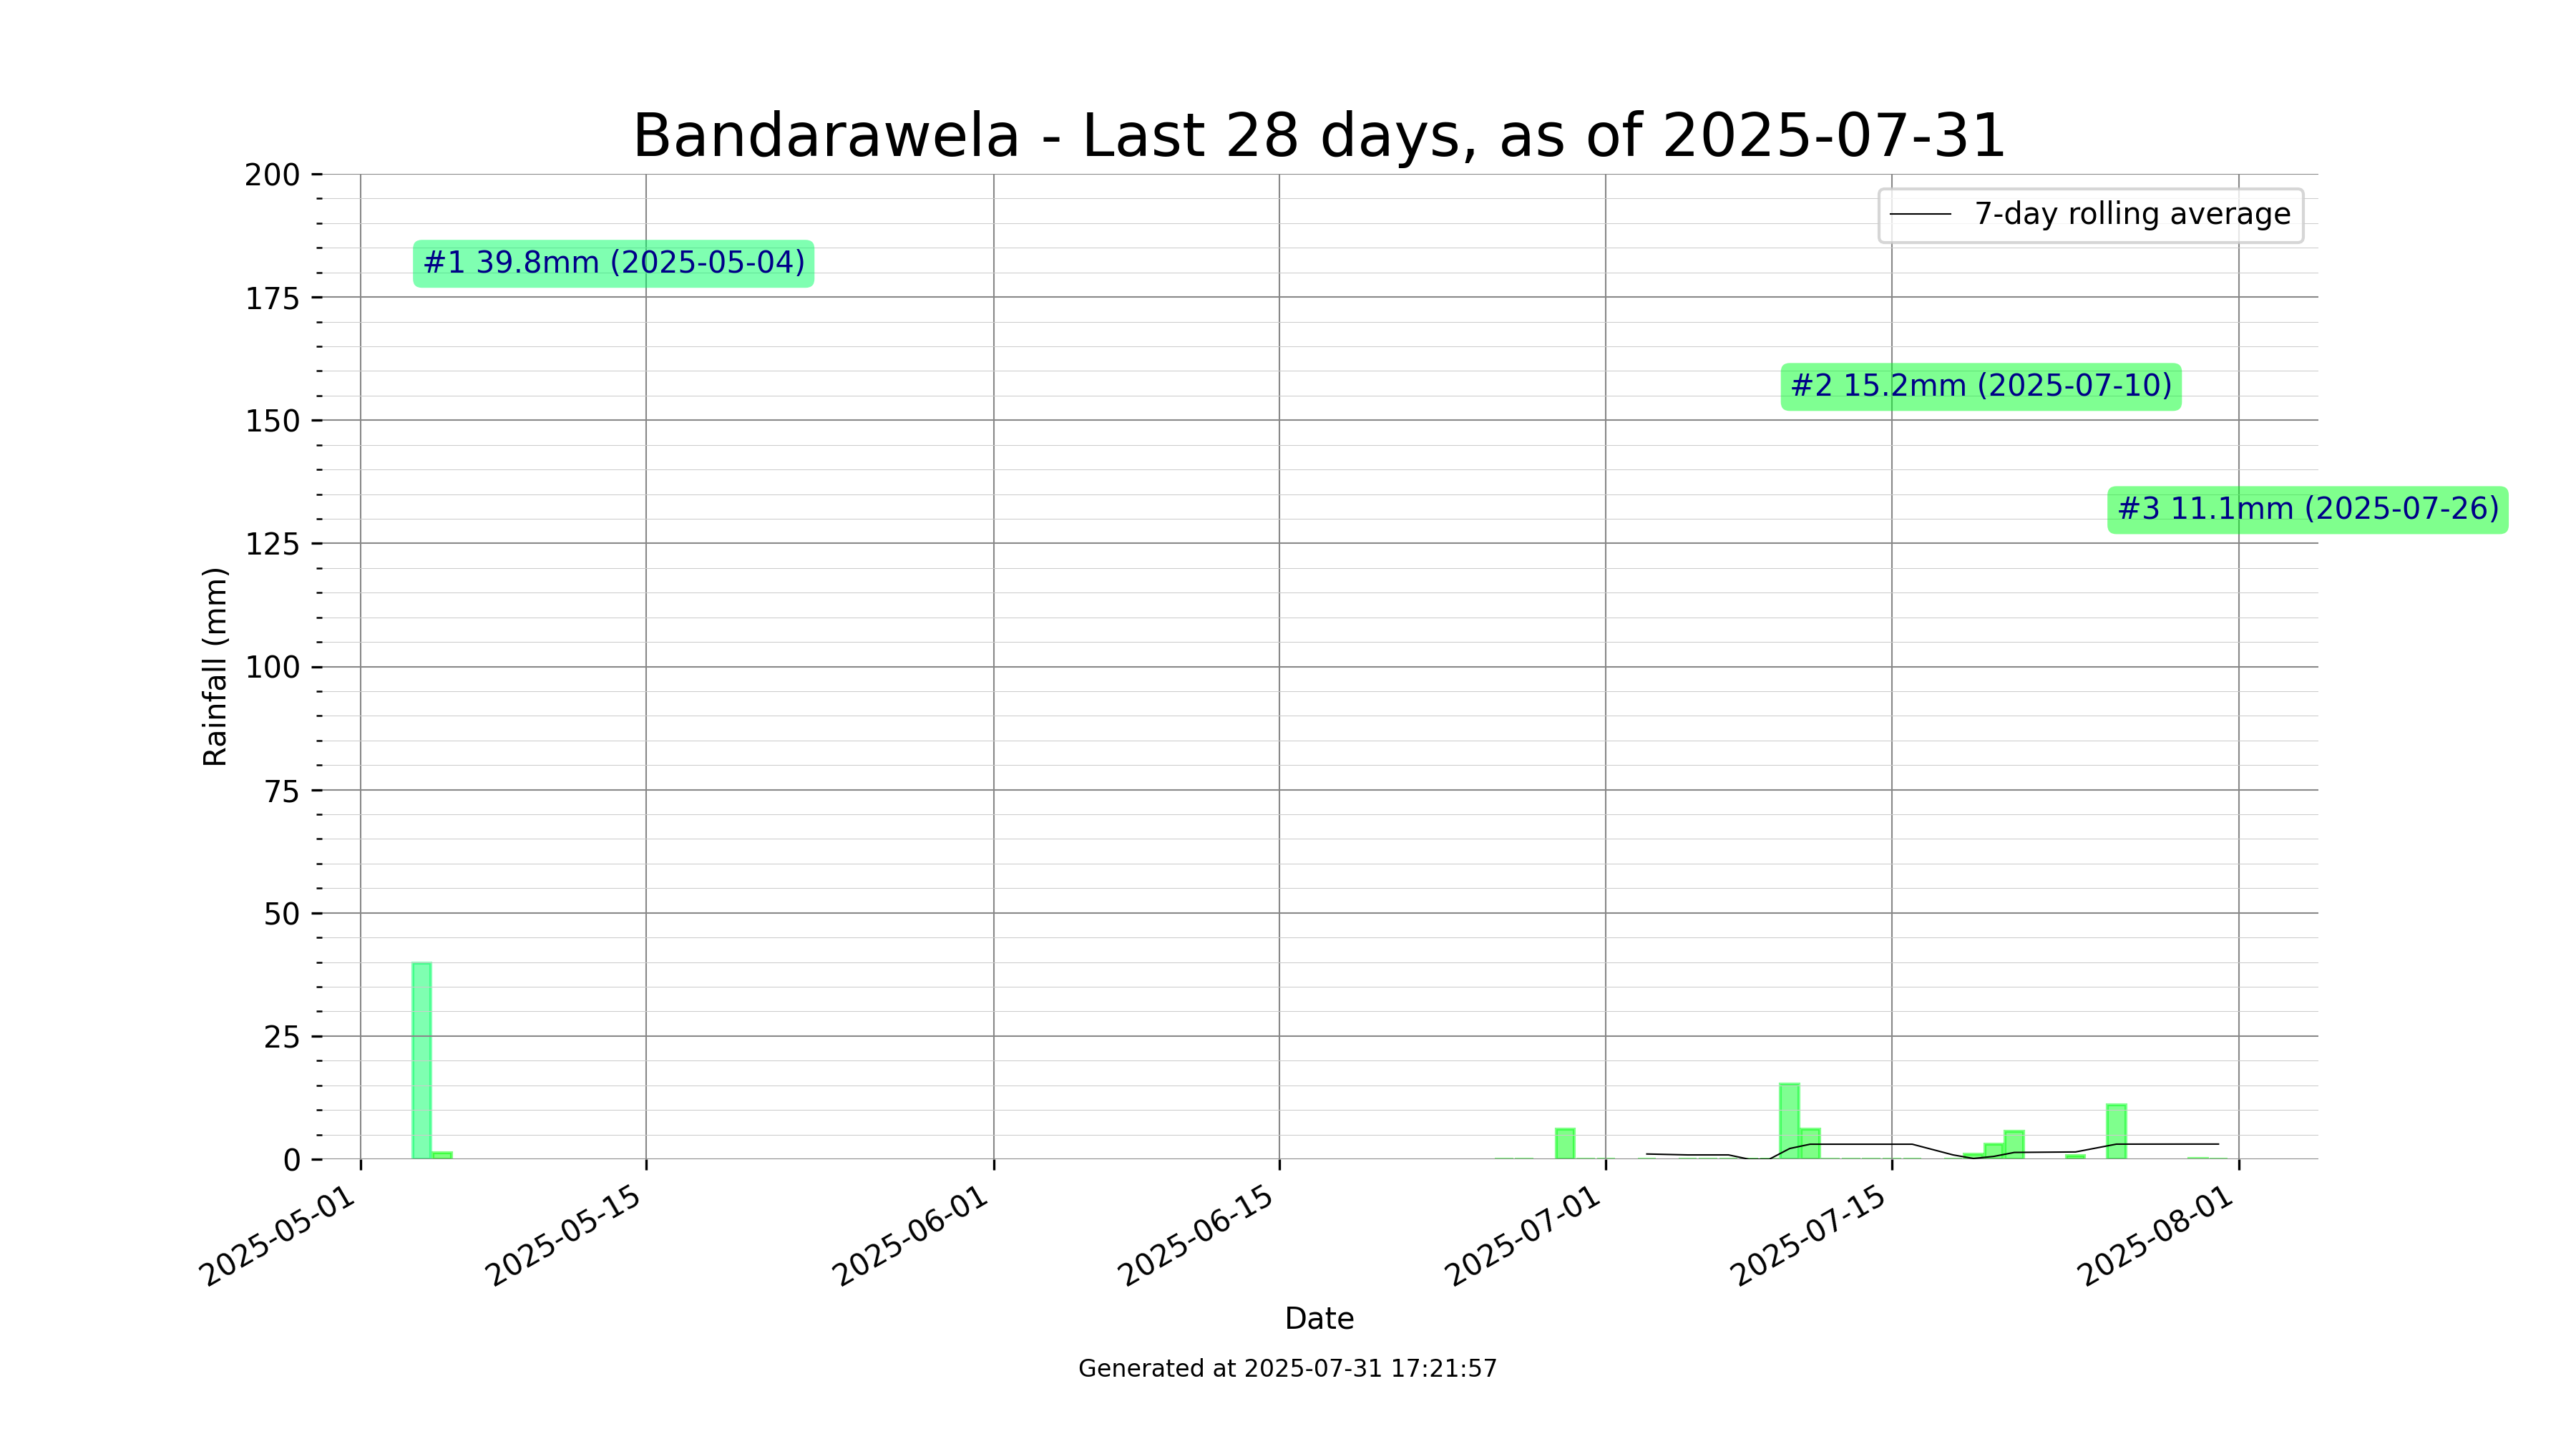 Bandarawela - Last 28 days, as of 2025-07-31
200
175
150
125
100
75
50
25
0
Rainfall (mm)
7-day rolling average
#1 39.8mm (2025-05-04)
#2 15.2mm (2025-07-10)
#3 11.1mm (2025-07-26)
2025-05-01
2025-05-15
2025-06-01
2025-06-15
2025-07-01
2025-07-15
2025-08-01
Date
Generated at 2025-07-31 17:21:57